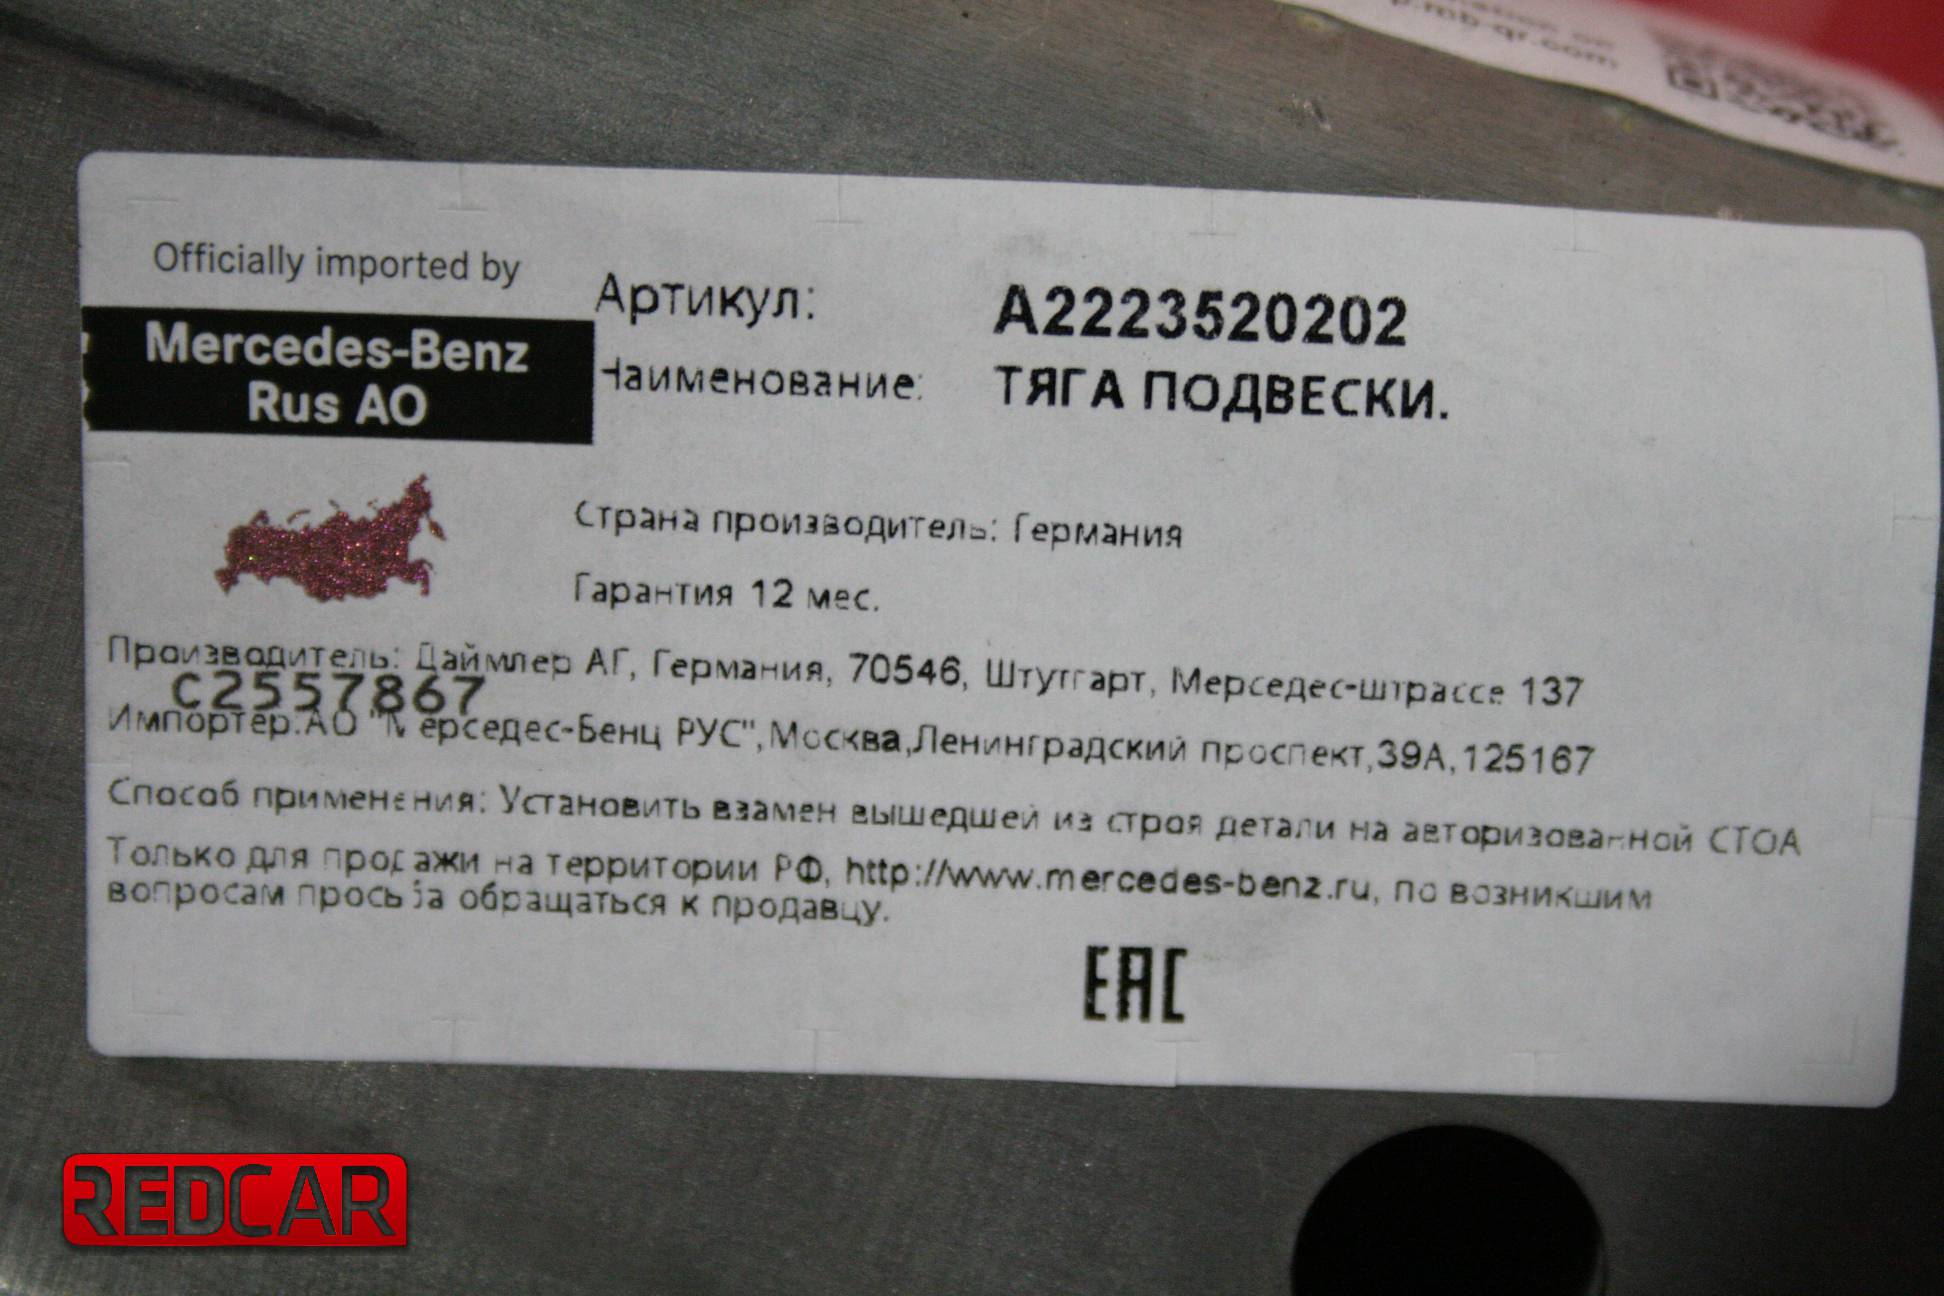 p.mb-qr.com
Officially imported by
Mercedes-Benz
Rus AO
Артикул: A2223520202
Наименование: ТЯГА ПОДВЕСКИ.
Страна производитель: Германия
Гарантия 12 мес.
Производитель: Даймлер АГ, Германия, 70546, Штутгарт, Мерседес-штрассе 137
C2557867
Импортер:АО "Мерседес-Бенц РУС",Москва,Ленинградский проспект,39А,125167
Способ применения: Установить взамен вышедшей из строя детали на авторизованной СТОА
Только для продажи на территории РФ, http://www.mercedes-benz.ru, по возникшим
вопросам просьба обращаться к продавцу.
EAC
REDCAR